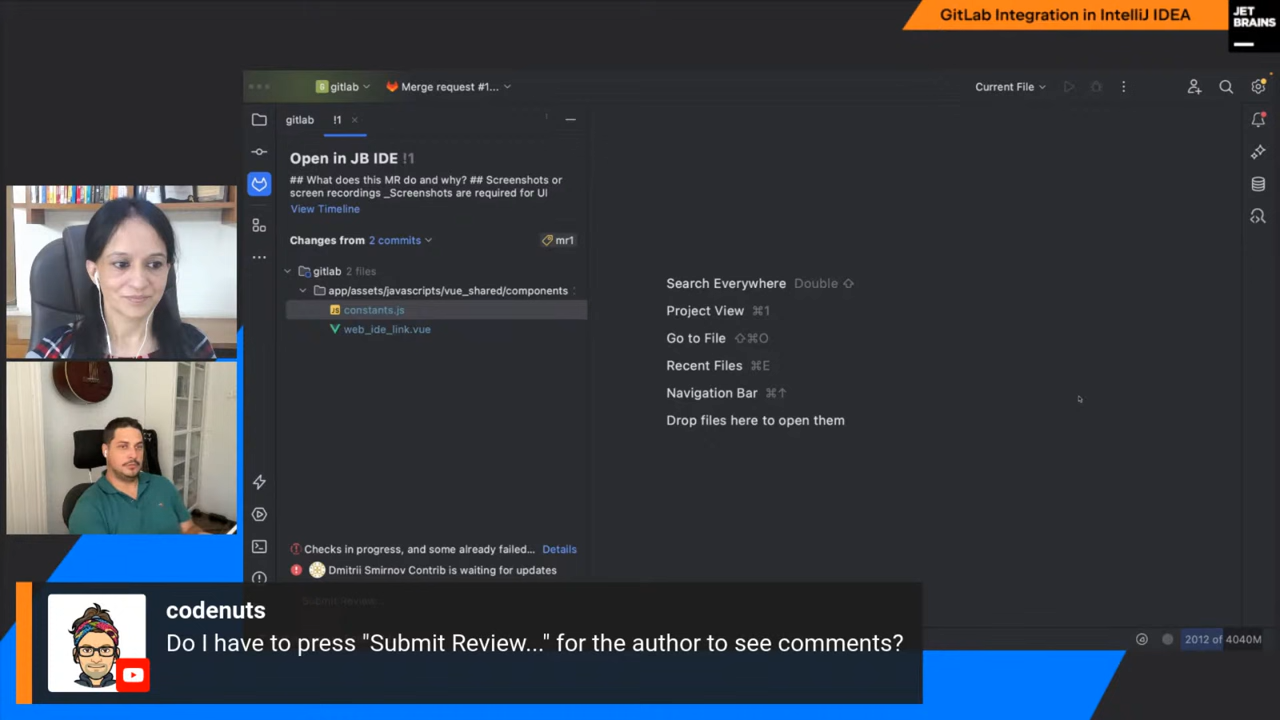 GitLab Integration in IntelliJ IDEA
JET
BRAINS
G
gitlab
Merge request #1...
Current File
gitlab
!1
Open in JB IDE !1
## What does this MR do and why? ## Screenshots or
screen recordings _Screenshots are required for UI
View Timeline
Changes from 2 commits
mr1
gitlab 2 files
app/assets/javascripts/vue_shared/components
constants.js
web_ide_link.vue
Search Everywhere Double ⇧
Project View ⌘1
Go to File ⇧⌘O
Recent Files ⌘E
Navigation Bar ⌘↑
Drop files here to open them
Checks in progress, and some already failed... Details
Dmitrii Smirnov Contrib is waiting for updates
Submit Review...
2012 of 4040M
codenuts
Do I have to press "Submit Review..." for the author to see comments?